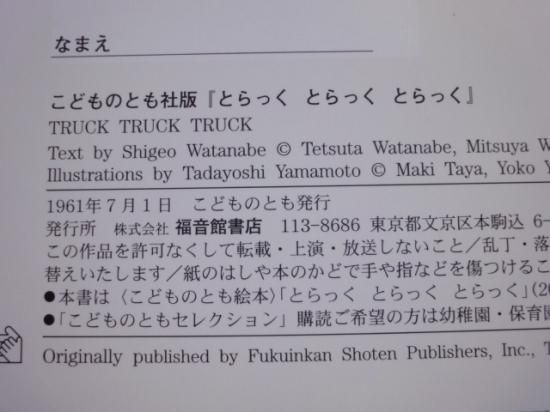 なまえ
こどものとも社版『とらっく とらっく とらっく』
TRUCK TRUCK TRUCK
Text by Shigeo Watanabe © Tetsuta Watanabe, Mitsuya W
Illustrations by Tadayoshi Yamamoto © Maki Taya, Yoko Y
1961年7月1日 こどものとも発行
発行所 株式会社 福音館書店 113-8686 東京都文京区本駒込 6-
この作品を許可なくして転載・上演・放送しないこと/乱丁・落
替えいたします/紙のはしや本のかどで手や指などを傷つけるこ
●本書は〈こどものとも絵本〉「とらっく とらっく とらっく」(20
●「こどものともセレクション」購読ご希望の方は幼稚園・保育園
Originally published by Fukuinkan Shoten Publishers, Inc., T